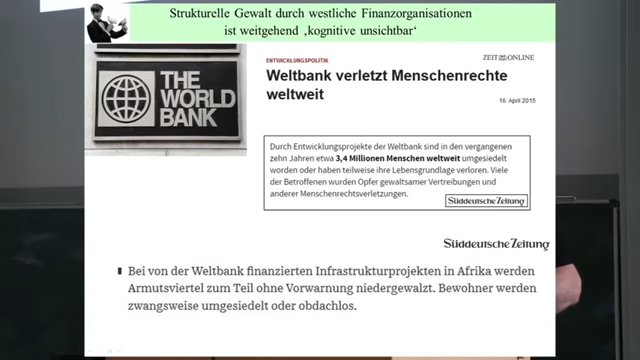 Strukturelle Gewalt durch westliche Finanzorganisationen
ist weitgehend ‚kognitive unsichtbar‘
THE
WORLD
BANK
ENTWICKLUNGSPOLITIK
ZEIT ONLINE
Weltbank verletzt Menschenrechte
weltweit
16. April 2015
Durch Entwicklungsprojekte der Weltbank sind in den vergangenen
zehn Jahren etwa 3,4 Millionen Menschen weltweit umgesiedelt
worden oder haben teilweise ihre Lebensgrundlage verloren. Viele
der Betroffenen wurden Opfer gewaltsamer Vertreibungen und
anderer Menschenrechtsverletzungen.
Süddeutsche Zeitung
Süddeutsche Zeitung
Bei von der Weltbank finanzierten Infrastrukturprojekten in Afrika werden
Armutsviertel zum Teil ohne Vorwarnung niedergewalzt. Bewohner werden
zwangsweise umgesiedelt oder obdachlos.